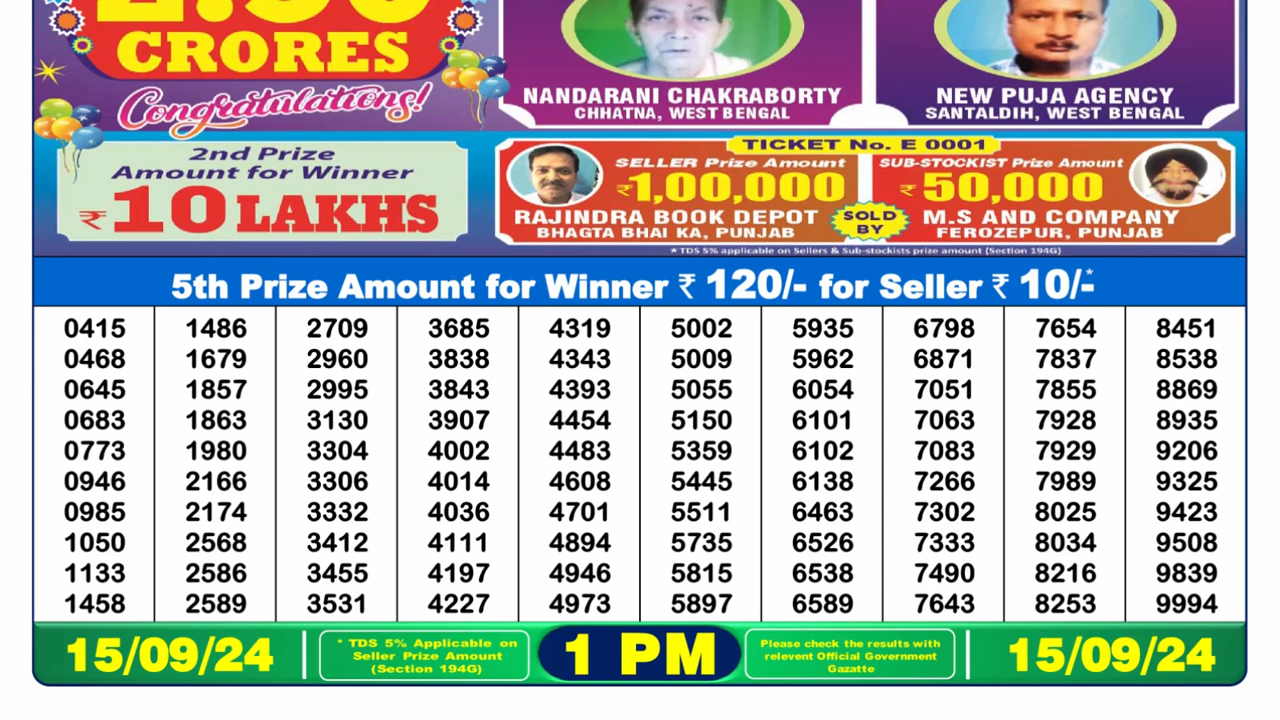 CRORES
Congratulations!
NANDARANI CHAKRABORTY
CHHATNA, WEST BENGAL
NEW PUJA AGENCY
SANTALDIH, WEST BENGAL
2nd Prize
Amount for Winner
₹10 LAKHS
TICKET No. E 0001
SELLER Prize Amount
₹1,00,000
RAJINDRA BOOK DEPOT
BHAGTA BHAI KA, PUNJAB
SOLD
BY
SUB-STOCKIST Prize Amount
₹ 50,000
M.S AND COMPANY
FEROZEPUR, PUNJAB
* TDS 5% applicable on Sellers & Sub-stockists prize amount (Section 194G)
5th Prize Amount for Winner ₹ 120/- for Seller ₹ 10/-*
0415 1486 2709 3685 4319 5002 5935 6798 7654 8451
0468 1679 2960 3838 4343 5009 5962 6871 7837 8538
0645 1857 2995 3843 4393 5055 6054 7051 7855 8869
0683 1863 3130 3907 4454 5150 6101 7063 7928 8935
0773 1980 3304 4002 4483 5359 6102 7083 7929 9206
0946 2166 3306 4014 4608 5445 6138 7266 7989 9325
0985 2174 3332 4036 4701 5511 6463 7302 8025 9423
1050 2568 3412 4111 4894 5735 6526 7333 8034 9508
1133 2586 3455 4197 4946 5815 6538 7490 8216 9839
1458 2589 3531 4227 4973 5897 6589 7643 8253 9994
15/09/24
* TDS 5% Applicable on
Seller Prize Amount
(Section 194G)
1 PM
Please check the results with
relevent Official Government
Gazatte
15/09/24